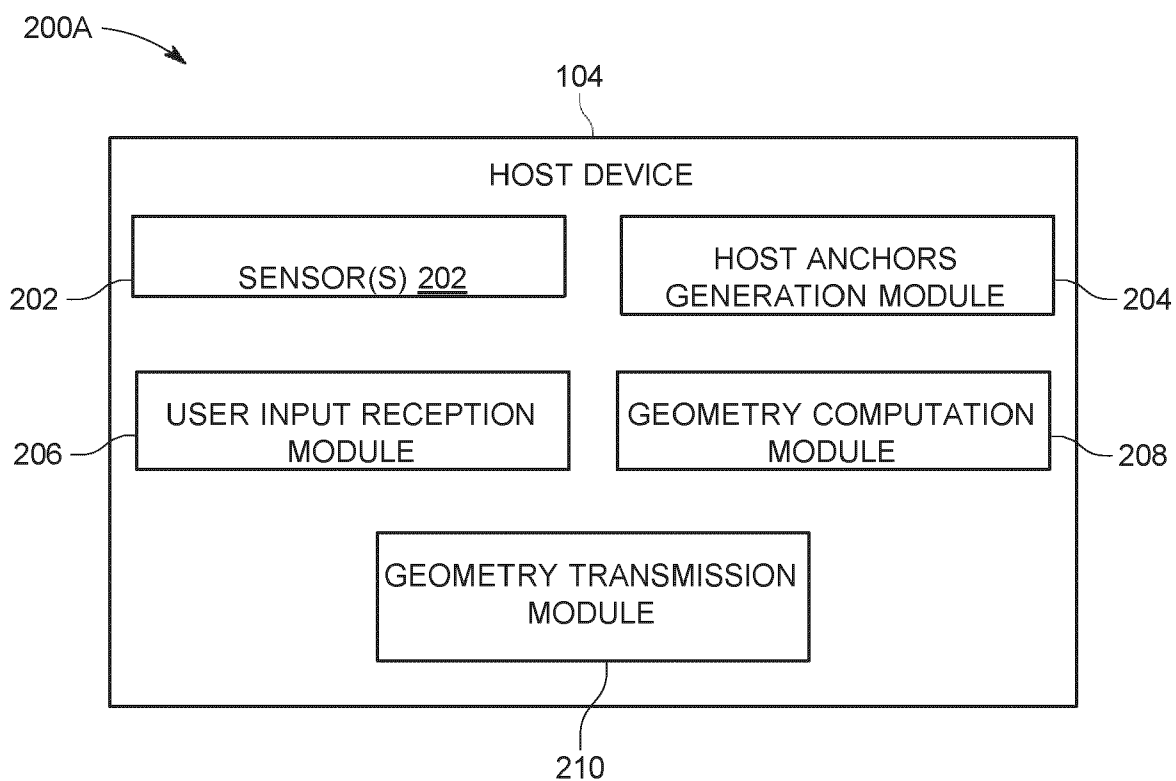 200A
104
HOST DEVICE
SENSOR(S) 202
202
HOST ANCHORS
GENERATION MODULE
204
USER INPUT RECEPTION
MODULE
206
GEOMETRY COMPUTATION
MODULE
208
GEOMETRY TRANSMISSION
MODULE
210